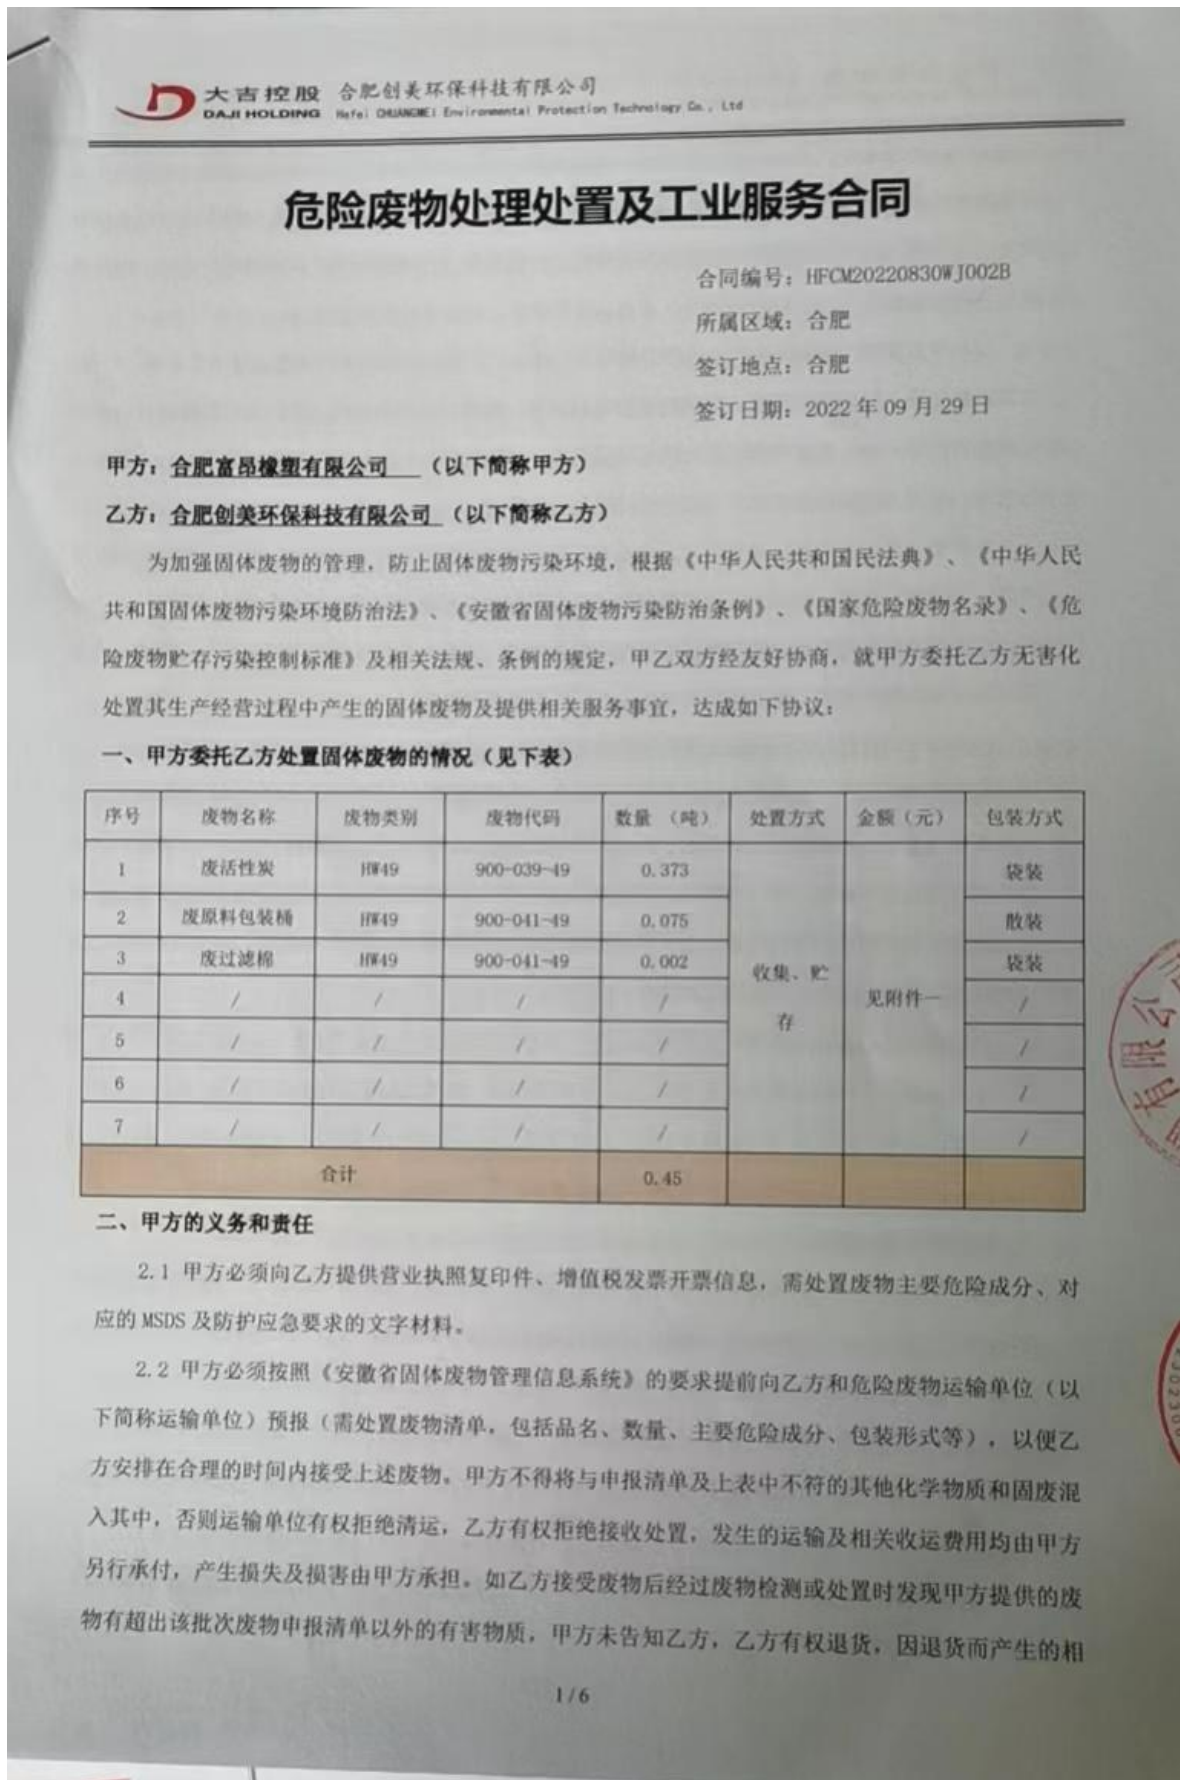 大吉控股 合肥创美环保科技有限公司
DAJI HOLDING Hefei CHUANGMEI Environmental Protection Technology Co., Ltd
危险废物处理处置及工业服务合同
合同编号：HFCM20220830WJ002B
所属区域：合肥
签订地点：合肥
签订日期：2022年09月29日
甲方：合肥富昂橡塑有限公司 （以下简称甲方）
乙方：合肥创美环保科技有限公司 （以下简称乙方）
为加强固体废物的管理，防止固体废物污染环境，根据《中华人民共和国民法典》、《中华人民
共和国固体废物污染环境防治法》、《安徽省固体废物污染防治条例》、《国家危险废物名录》、《危
险废物贮存污染控制标准》及相关法规、条例的规定，甲乙双方经友好协商，就甲方委托乙方无害化
处置其生产经营过程中产生的固体废物及提供相关服务事宜，达成如下协议：
一、甲方委托乙方处置固体废物的情况（见下表）
序号 废物名称 废物类别 废物代码 数量（吨） 处置方式 金额（元） 包装方式
1 废活性炭 HW49 900-039-49 0.373 袋装
2 废原料包装桶 HW49 900-041-49 0.075 散装
3 废过滤棉 HW49 900-041-49 0.002 收集、贮存 见附件一 袋装
4 / / / / /
5 / / / / /
6 / / / / /
7 / / / / /
合计 0.45
二、甲方的义务和责任
2.1 甲方必须向乙方提供营业执照复印件、增值税发票开票信息，需处置废物主要危险成分、对
应的 MSDS 及防护应急要求的文字材料。
2.2 甲方必须按照《安徽省固体废物管理信息系统》的要求提前向乙方和危险废物运输单位（以
下简称运输单位）预报（需处置废物清单，包括品名、数量、主要危险成分、包装形式等），以便乙
方安排在合理的时间内接受上述废物。甲方不得将与申报清单及上表中不符的其他化学物质和固废混
入其中，否则运输单位有权拒绝清运，乙方有权拒绝接收处置，发生的运输及相关收运费用均由甲方
另行承付，产生损失及损害由甲方承担。如乙方接受废物后经过废物检测或处置时发现甲方提供的废
物有超出该批次废物申报清单以外的有害物质，甲方未告知乙方，乙方有权退货，因退货而产生的相
1/6
有限公司